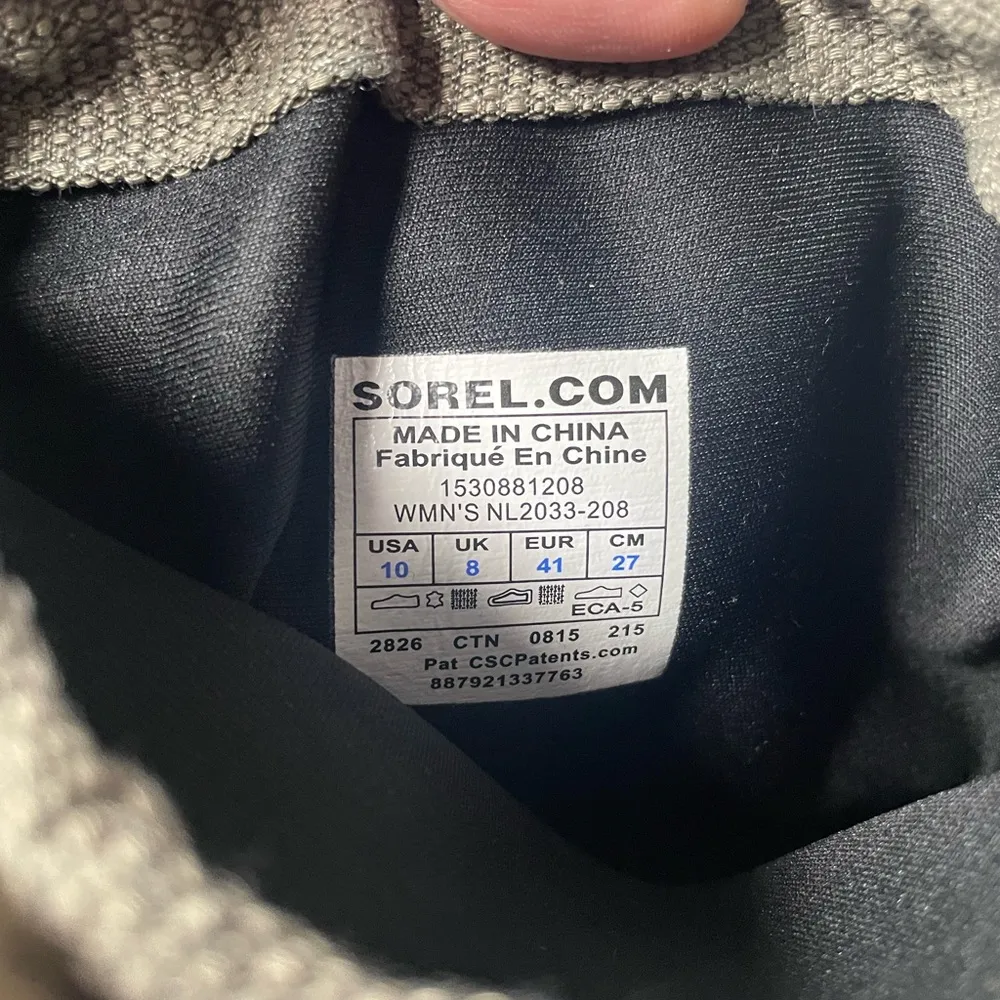 SOREL.COM
MADE IN CHINA
Fabriqué En Chine
1530881208
WMN'S NL2033-208
USA UK EUR CM
10 8 41 27
ECA-5
2826 CTN 0815 215
Pat CSCPatents.com
887921337763